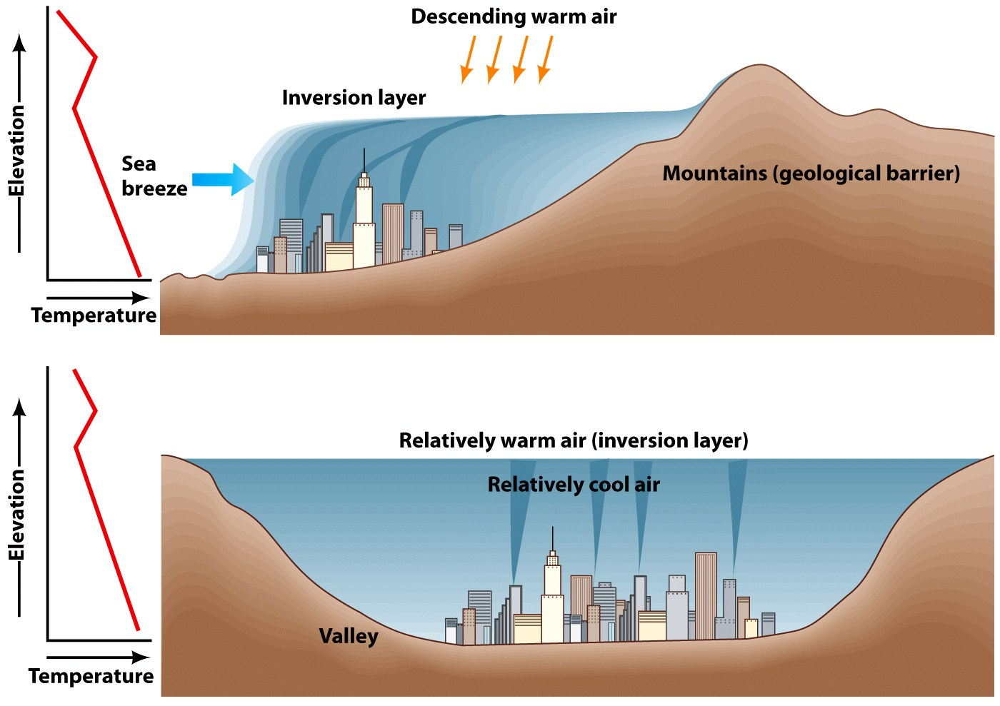 Descending warm air
Inversion layer
Sea
breeze
Mountains (geological barrier)
Elevation
Temperature
Relatively warm air (inversion layer)
Relatively cool air
Valley
Elevation
Temperature